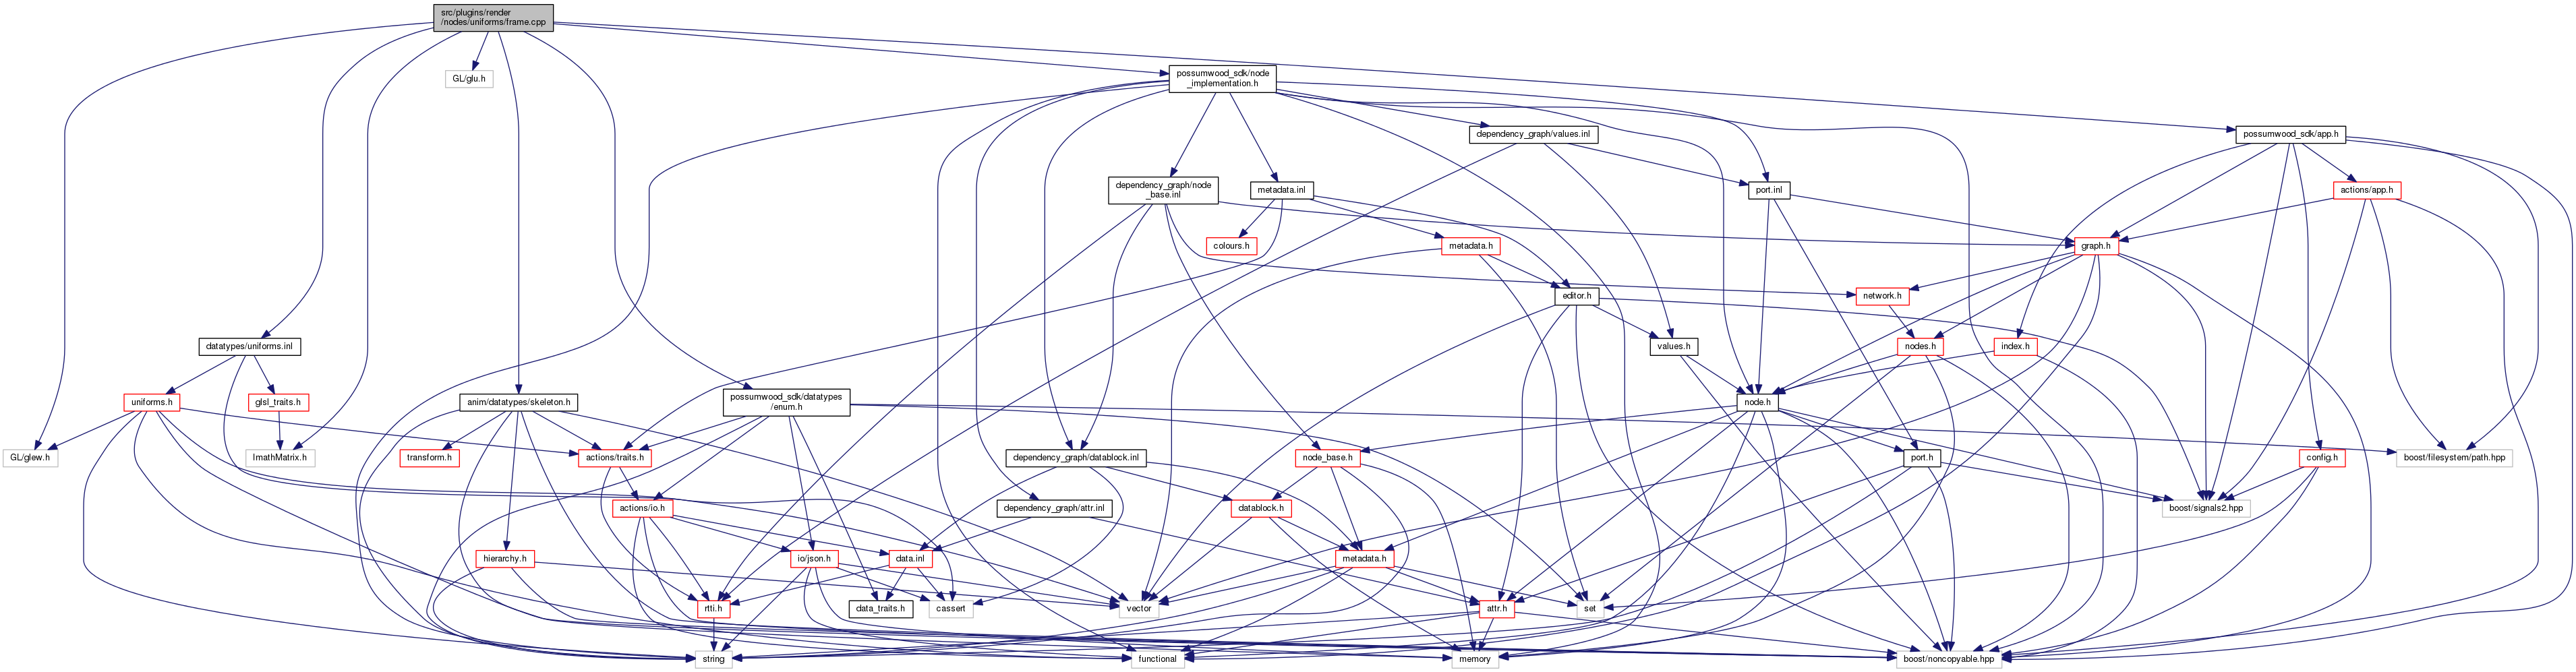 src/plugins/render
/nodes/uniforms/frame.cpp
GL/glu.h
possumwood_sdk/node
_implementation.h
dependency_graph/values.inl
possumwood_sdk/app.h
dependency_graph/node
_base.inl
metadata.inl
port.inl
actions/app.h
colours.h
metadata.h
graph.h
editor.h
network.h
datatypes/uniforms.inl
values.h
nodes.h
index.h
uniforms.h
glsl_traits.h
anim/datatypes/skeleton.h
possumwood_sdk/datatypes
/enum.h
node.h
GL/glew.h
ImathMatrix.h
transform.h
actions/traits.h
dependency_graph/datablock.inl
node_base.h
port.h
boost/filesystem/path.hpp
config.h
actions/io.h
dependency_graph/attr.inl
datablock.h
boost/signals2.hpp
hierarchy.h
io/json.h
data.inl
metadata.h
rtti.h
data_traits.h
cassert
vector
attr.h
set
string
functional
memory
boost/noncopyable.hpp